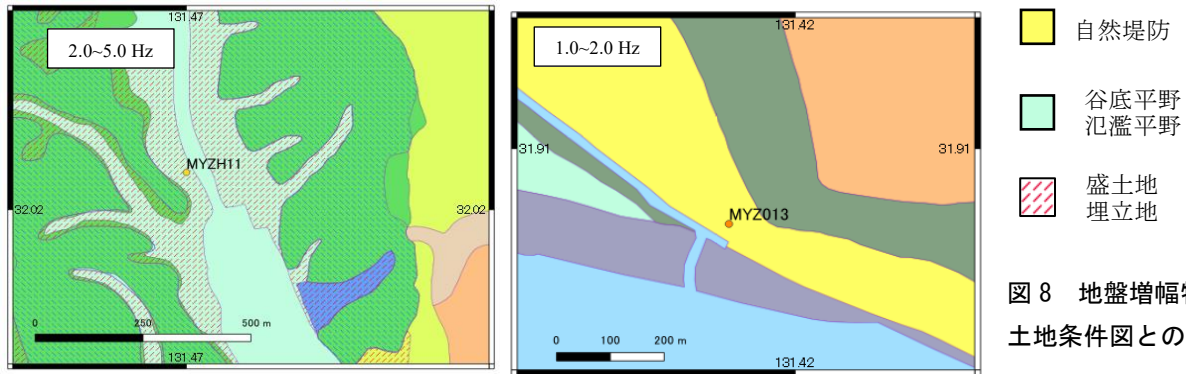 131.47
2.0~5.0 Hz
MYZH11
32.02
32.02
0 250 500 m
131.47
131.42
1.0~2.0 Hz
31.91
31.91
MYZ013
0 100 200 m
131.42
自然堤防
谷底平野
氾濫平野
盛土地
埋立地
図8 地盤増幅
土地条件図との